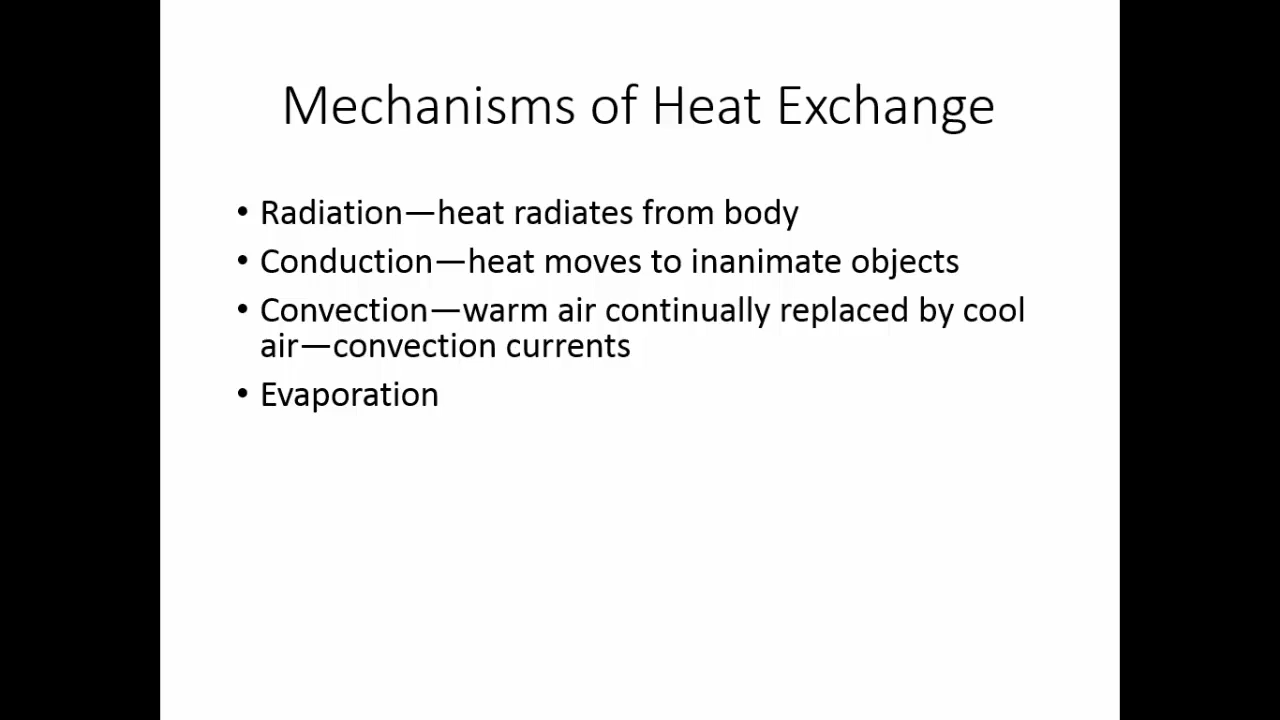 Mechanisms of Heat Exchange
• Radiation—heat radiates from body
• Conduction—heat moves to inanimate objects
• Convection—warm air continually replaced by cool
air—convection currents
• Evaporation